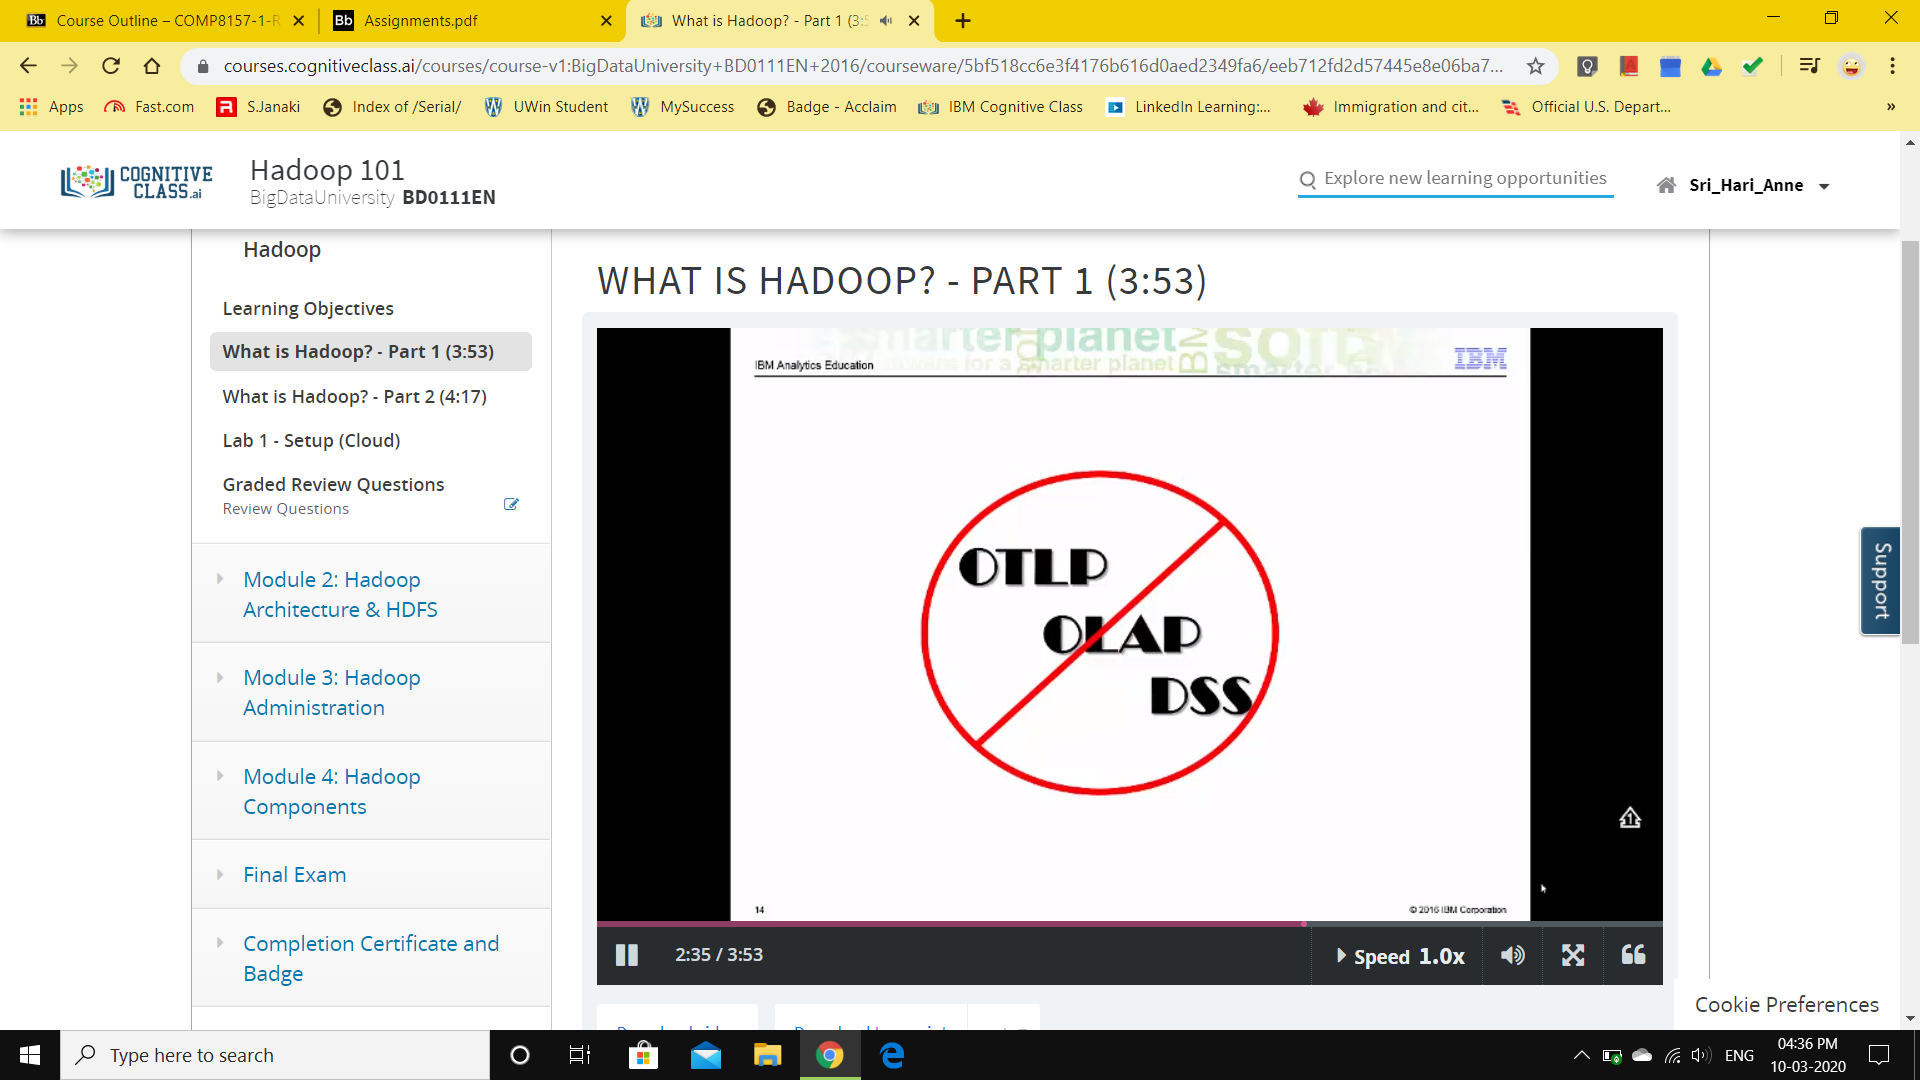 Course Outline – COMP8157-1-R
Assignments.pdf
What is Hadoop? - Part 1 (3:5
courses.cognitiveclass.ai/courses/course-v1:BigDataUniversity+BD0111EN+2016/courseware/5bf518cc6e3f4176b616d0aed2349fa6/eeb712fd2d57445e8e06ba7...
Apps
Fast.com
S.Janaki
Index of /Serial/
UWin Student
MySuccess
Badge - Acclaim
IBM Cognitive Class
LinkedIn Learning:...
Immigration and cit...
Official U.S. Depart...
»
COGNITIVE
CLASS.ai
Hadoop 101
BigDataUniversity BD0111EN
Explore new learning opportunities
Sri_Hari_Anne
Hadoop
Learning Objectives
What is Hadoop? - Part 1 (3:53)
What is Hadoop? - Part 2 (4:17)
Lab 1 - Setup (Cloud)
Graded Review Questions
Review Questions
Module 2: Hadoop
Architecture & HDFS
Module 3: Hadoop
Administration
Module 4: Hadoop
Components
Final Exam
Completion Certificate and
Badge
WHAT IS HADOOP? - PART 1 (3:53)
smarter planet
for a smarter planet
IBM Analytics Education
IBM
OTLP
OLAP
DSS
14
© 2016 IBM Corporation
2:35 / 3:53
Speed 1.0x
Support
Cookie Preferences
Type here to search
ENG
04:36 PM
10-03-2020